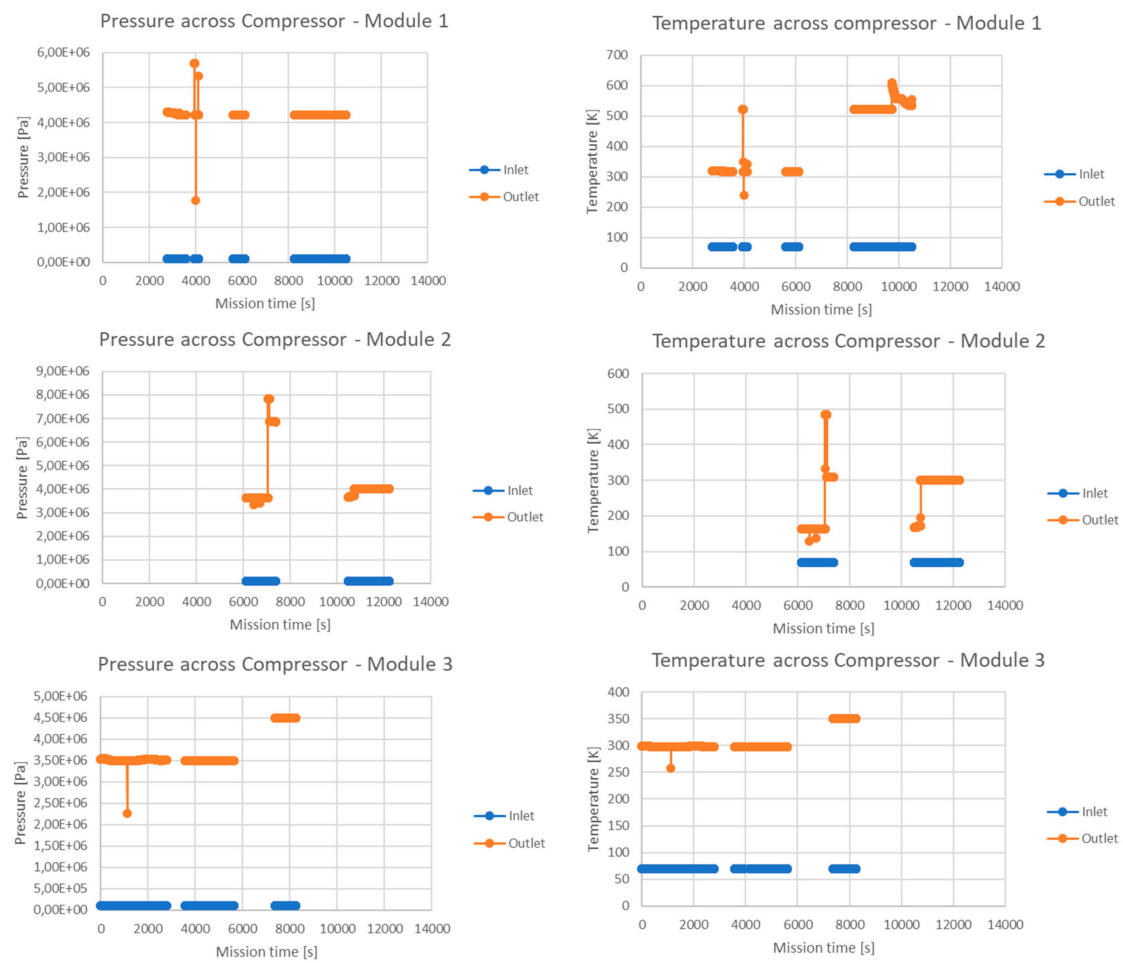 Pressure across Compressor - Module 1
6,00E+06
5,00E+06
4,00E+06
3,00E+06
2,00E+06
1,00E+06
0,00E+00
Pressure [Pa]
0 2000 4000 6000 8000 10000 12000 14000
Mission time [s]
Inlet
Outlet
Temperature across compressor - Module 1
700
600
500
400
300
200
100
0
Temperature [K]
0 2000 4000 6000 8000 10000 12000 14000
Mission time [s]
Inlet
Outlet
Pressure across Compressor - Module 2
9,00E+06
8,00E+06
7,00E+06
6,00E+06
5,00E+06
4,00E+06
3,00E+06
2,00E+06
1,00E+06
0,00E+00
Pressure [Pa]
0 2000 4000 6000 8000 10000 12000 14000
Mission time [s]
Inlet
Outlet
Temperature across Compressor - Module 2
600
500
400
300
200
100
0
Temperature [K]
0 2000 4000 6000 8000 10000 12000 14000
Mission time [s]
Inlet
Outlet
Pressure across Compressor - Module 3
5,00E+06
4,50E+06
4,00E+06
3,50E+06
3,00E+06
2,50E+06
2,00E+06
1,50E+06
1,00E+06
5,00E+05
0,00E+00
Pressure [Pa]
0 2000 4000 6000 8000 10000 12000 14000
Mission time [s]
Inlet
Outlet
Temperature across Compressor - Module 3
400
350
300
250
200
150
100
50
0
Temperature [K]
0 2000 4000 6000 8000 10000 12000 14000
Mission time [s]
Inlet
Outlet